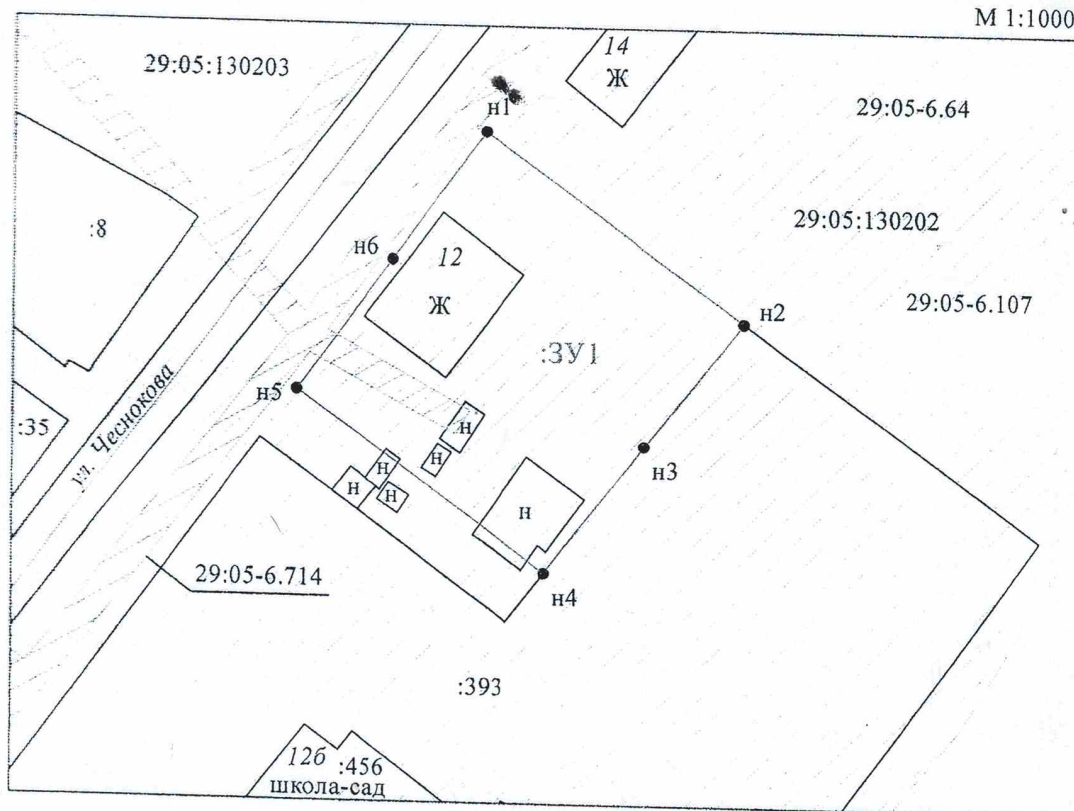 М 1:1000
14
Ж
29:05:130203
29:05-6.64
н1
29:05:130202
:8
н6
12
Ж
29:05-6.107
н2
:ЗУ1
н5
:35
ул. Чеснокова
н
н
н3
н
н
н
н
29:05-6.714
н4
:393
12б :456
школа-сад